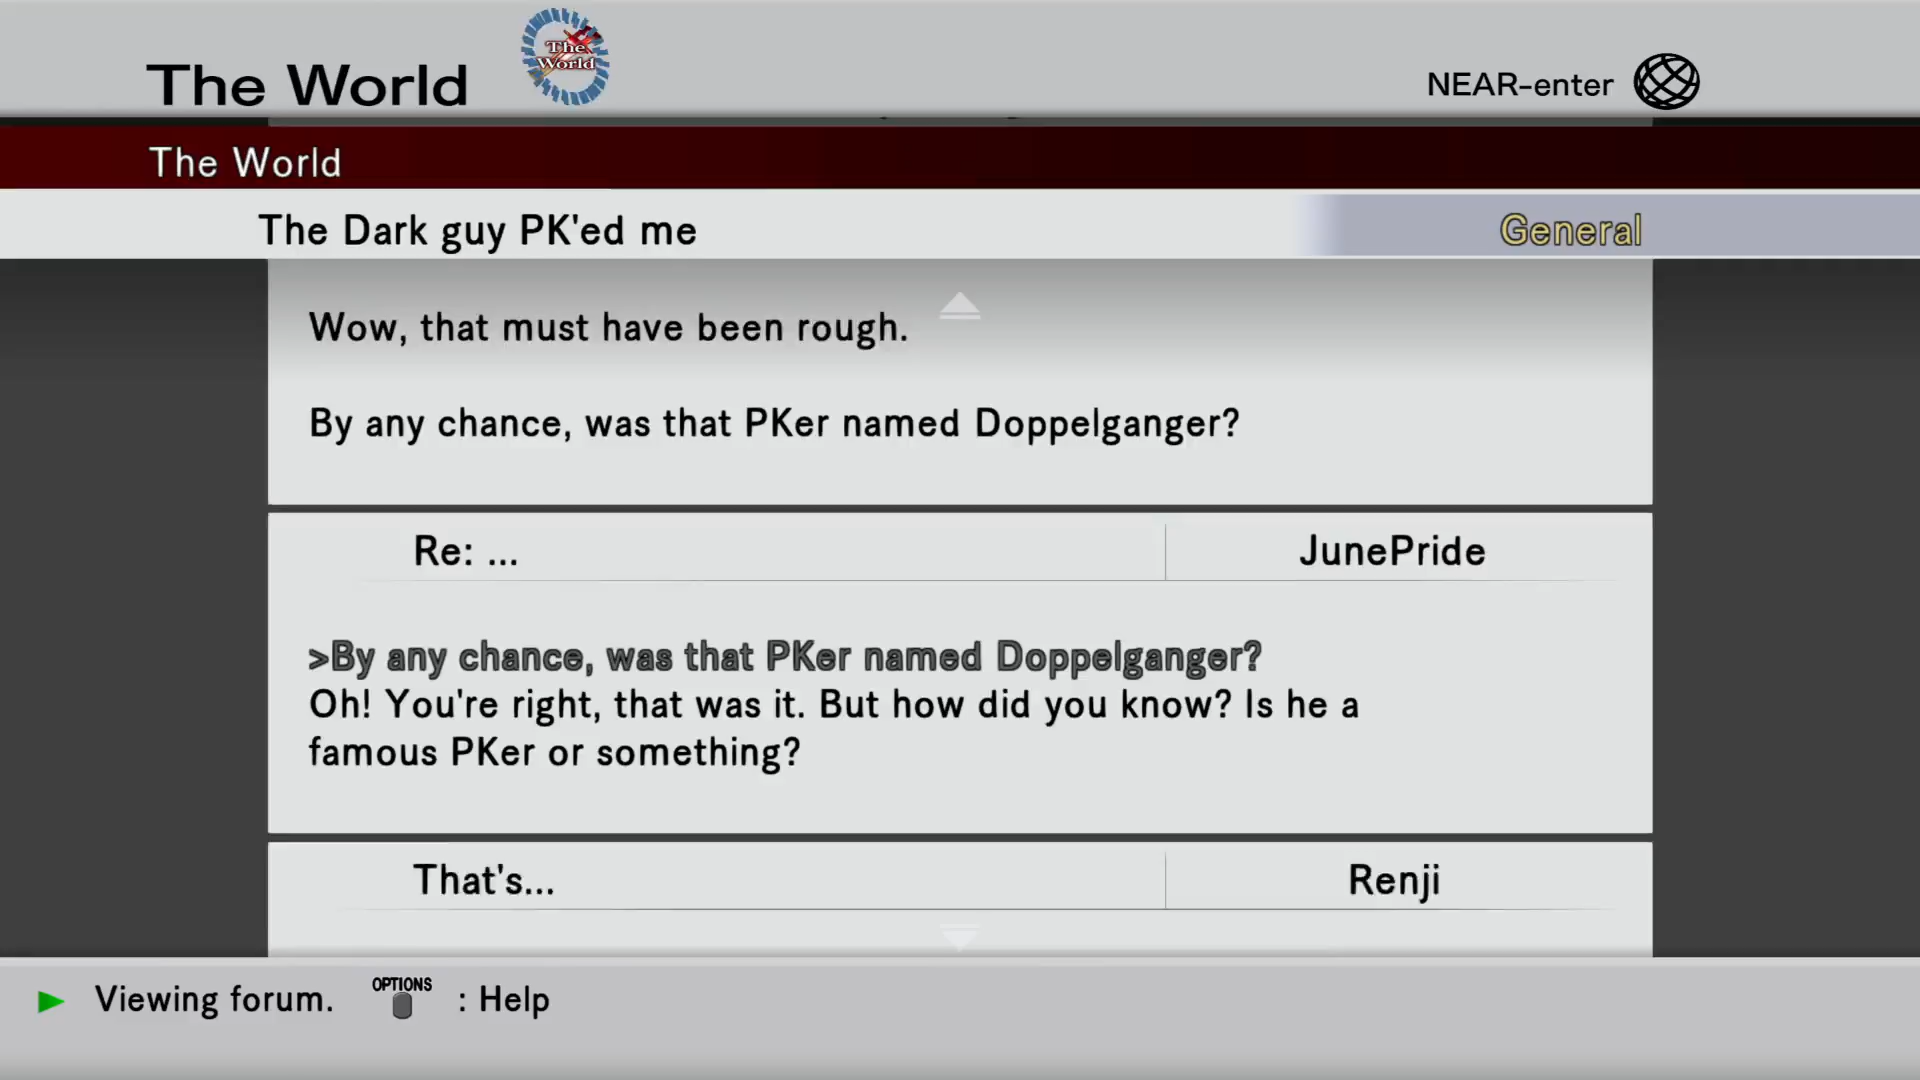 The World
The World
NEAR-enter
The World
The Dark guy PK'ed me
General
Wow, that must have been rough.
By any chance, was that PKer named Doppelganger?
Re: ...
JunePride
>By any chance, was that PKer named Doppelganger?
Oh! You're right, that was it. But how did you know? Is he a
famous PKer or something?
That's...
Renji
Viewing forum.
OPTIONS
: Help